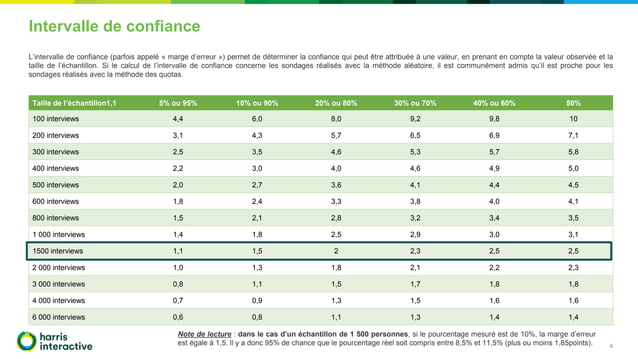 Intervalle de confiance
L'intervalle de confiance (parfois appelé « marge d'erreur ») permet de déterminer la confiance qui peut être attribuée à une valeur, en prenant en compte la valeur observée et la
taille de l'échantillon. Si le calcul de l'intervalle de confiance concerne les sondages réalisés avec la méthode aléatoire, il est communément admis qu'il est proche pour les
sondages réalisés avec la méthode des quotas.
Taille de l'échantillon1,1 5% ou 95% 10% ou 90% 20% ou 80% 30% ou 70% 40% ou 60% 50%
100 interviews 4,4 6,0 8,0 9,2 9,8 10
200 interviews 3,1 4,3 5,7 6,5 6,9 7,1
300 interviews 2,5 3,5 4,6 5,3 5,7 5,8
400 interviews 2,2 3,0 4,0 4,6 4,9 5,0
500 interviews 2,0 2,7 3,6 4,1 4,4 4,5
600 interviews 1,8 2,4 3,3 3,8 4,0 4,1
800 interviews 1,5 2,1 2,8 3,2 3,4 3,5
1 000 interviews 1,4 1,8 2,5 2,9 3,0 3,1
1500 interviews 1,1 1,5 2 2,3 2,5 2,5
2 000 interviews 1,0 1,3 1,8 2,1 2,2 2,3
3 000 interviews 0,8 1,1 1,5 1,7 1,8 1,8
4 000 interviews 0,7 0,9 1,3 1,5 1,6 1,6
6 000 interviews 0,6 0,8 1,1 1,3 1,4 1,4
Note de lecture : dans le cas d'un échantillon de 1 500 personnes, si le pourcentage mesuré est de 10%, la marge d'erreur
est égale à 1,5. Il y a donc 95% de chance que le pourcentage réel soit compris entre 8,5% et 11,5% (plus ou moins 1,85points).
harris
interactive
4